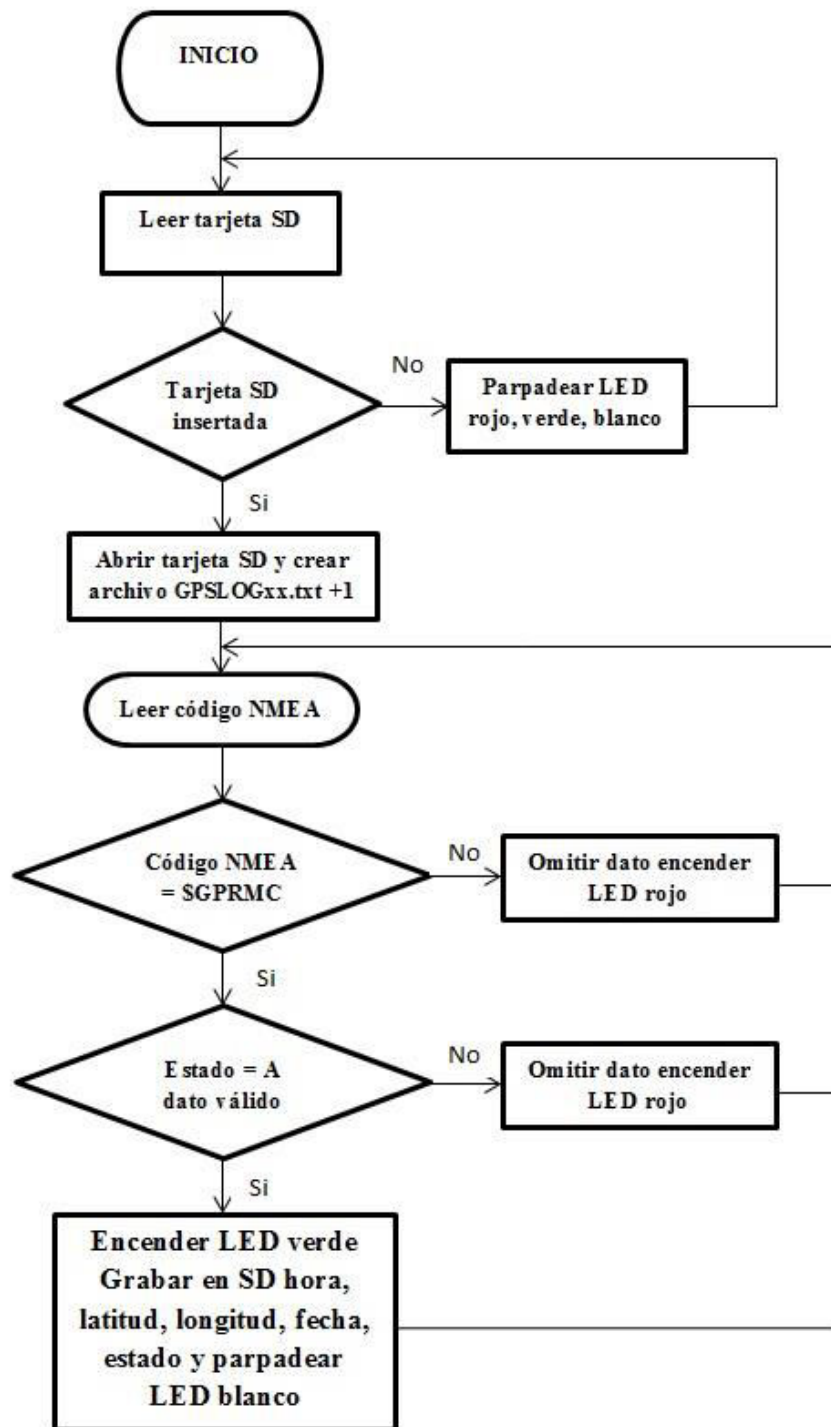 INICIO
Leer tarjeta SD
Tarjeta SD
insertada
No
Parpadear LED
rojo, verde, blanco
Si
Abrir tarjeta SD y crear
archivo GPSLOGxx.txt +1
Leer código NMEA
Código NMEA
= $GPRMC
No
Omitir dato encender
LED rojo
Si
Estado = A
dato válido
No
Omitir dato encender
LED rojo
Si
Encender LED verde
Grabar en SD hora,
latitud, longitud, fecha,
estado y parpadear
LED blanco